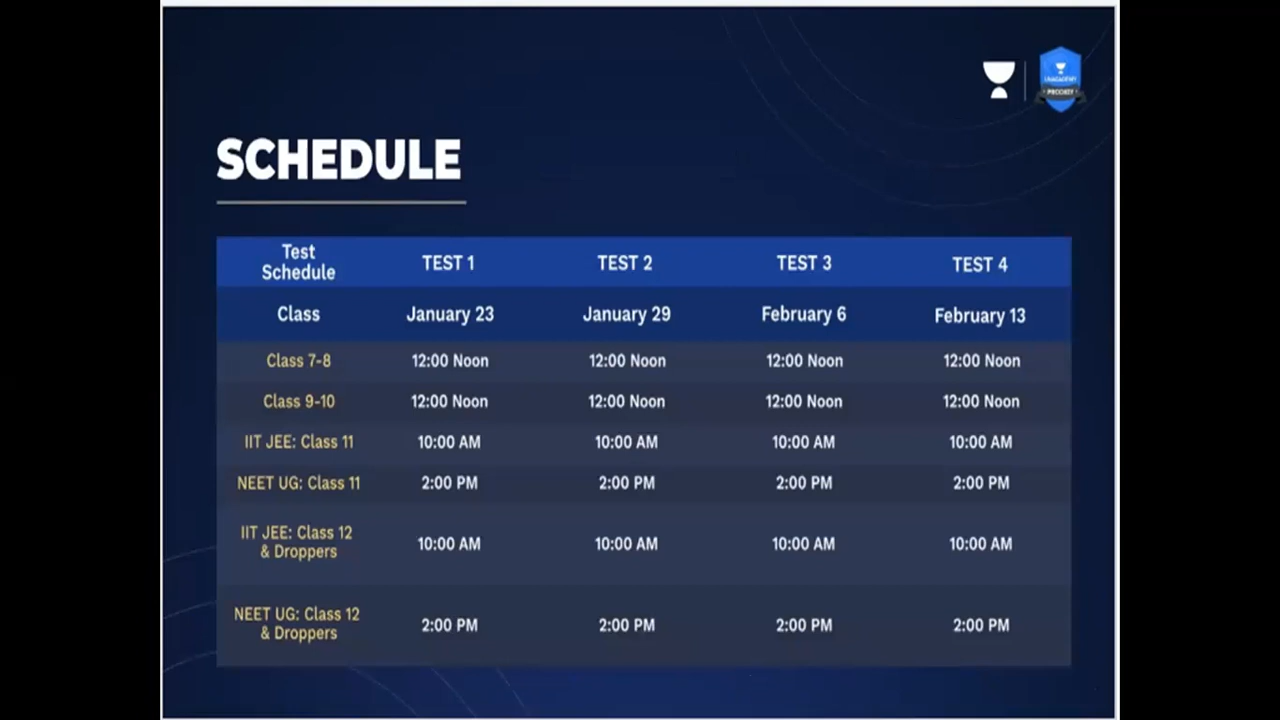 UNACADEMY
PRODIGY
SCHEDULE
Test Schedule TEST 1 TEST 2 TEST 3 TEST 4
Class January 23 January 29 February 6 February 13
Class 7-8 12:00 Noon 12:00 Noon 12:00 Noon 12:00 Noon
Class 9-10 12:00 Noon 12:00 Noon 12:00 Noon 12:00 Noon
IIT JEE: Class 11 10:00 AM 10:00 AM 10:00 AM 10:00 AM
NEET UG: Class 11 2:00 PM 2:00 PM 2:00 PM 2:00 PM
IIT JEE: Class 12 & Droppers 10:00 AM 10:00 AM 10:00 AM 10:00 AM
NEET UG: Class 12 & Droppers 2:00 PM 2:00 PM 2:00 PM 2:00 PM